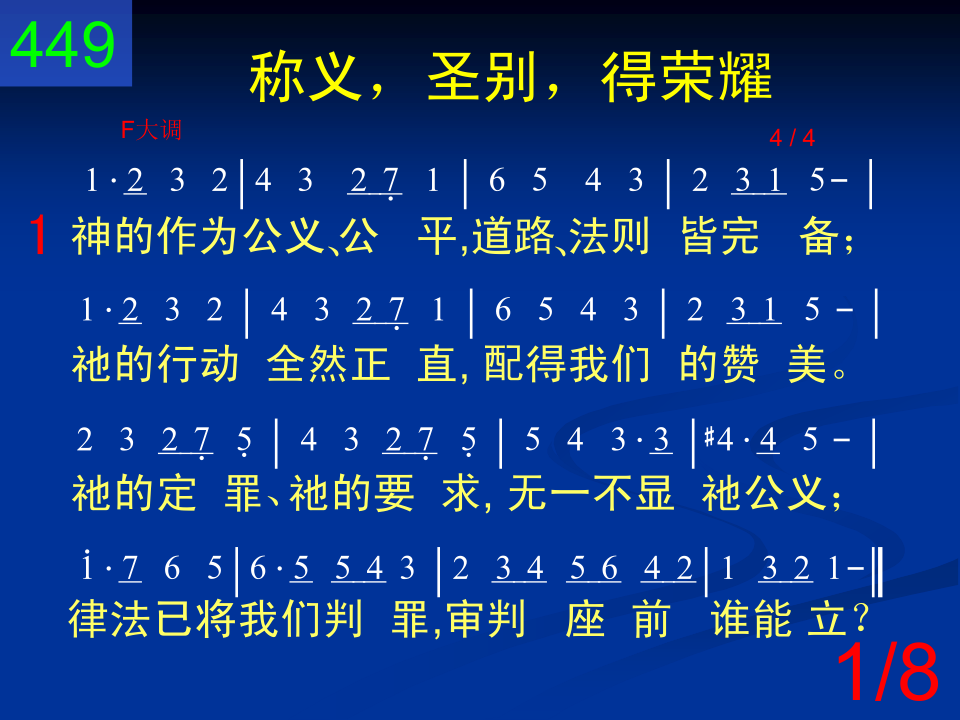 449
称义，圣别，得荣耀
F大调
4 / 4
1 · 2 3 2 | 4 3 2 7̣ 1 | 6 5 4 3 | 2 3 1 5 - |
1 神的作为公义、公 平,道路、法则 皆完 备；
1 · 2 3 2 | 4 3 2 7̣ 1 | 6 5 4 3 | 2 3 1 5 - |
祂的行动 全然正 直, 配得我们 的赞 美。
2 3 2 7̣ 5̣ | 4 3 2 7̣ 5̣ | 5 4 3 · 3 | ♯4 · 4 5 - |
祂的定 罪、祂的要 求, 无一不显 祂公义；
1̇ · 7 6 5 | 6 · 5 5 4 3 | 2 3 4 5 6 4 2 | 1 3 2 1 - ‖
律法已将我们判 罪,审判 座 前 谁能 立？
1/8